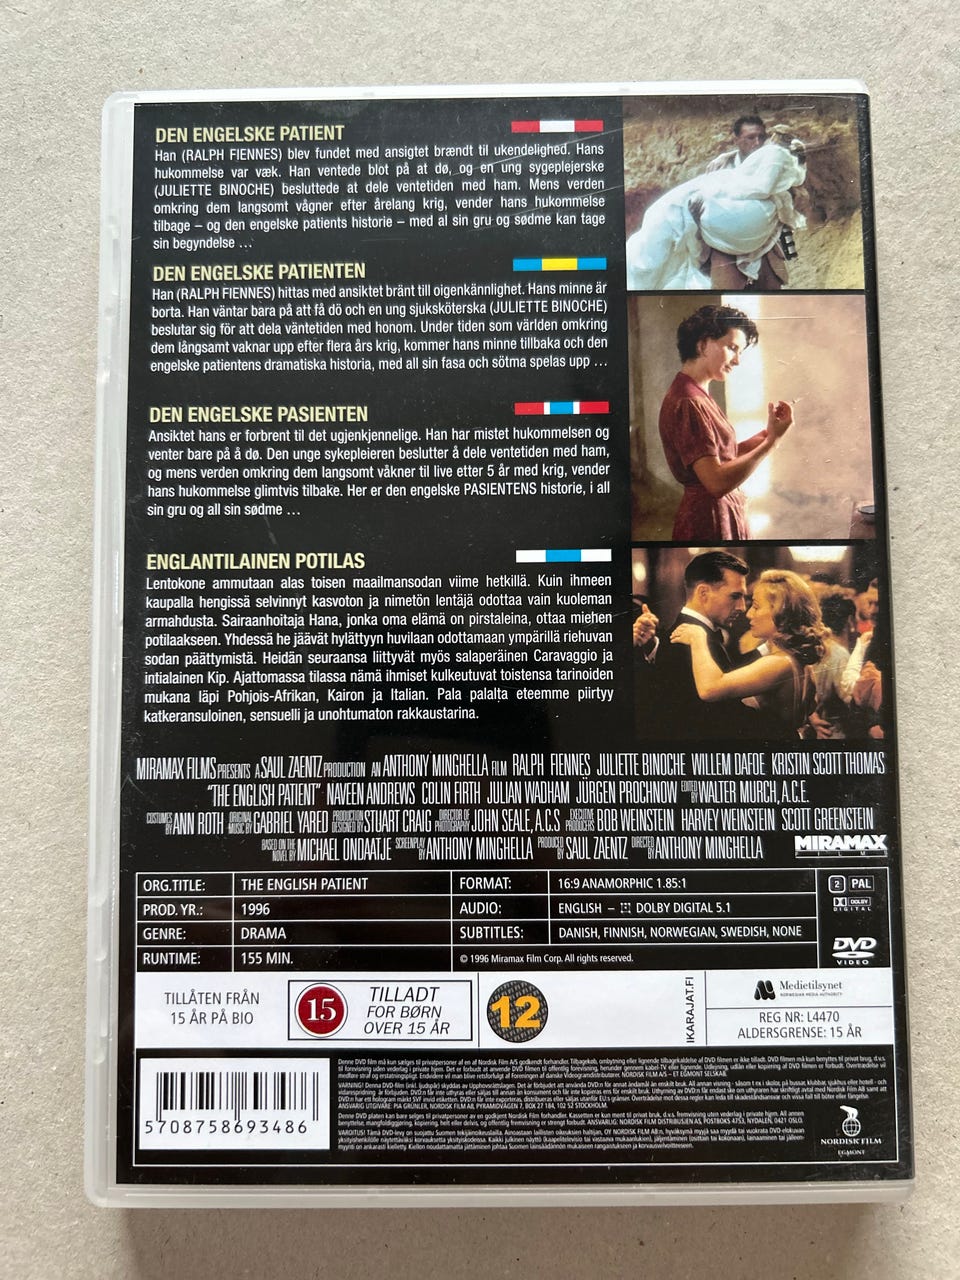 DEN ENGELSKE PATIENT
Han (RALPH FIENNES) blev fundet med ansigtet brændt til ukendelighed. Hans
hukommelse var væk. Han ventede blot på at dø, og en ung sygeplejerske
(JULIETTE BINOCHE) besluttede at dele ventetiden med ham. Mens verden
omkring dem langsomt vågner efter årelang krig, vender hans hukommelse
tilbage – og den engelske patients historie – med al sin gru og sødme kan tage
sin begyndelse ...
DEN ENGELSKE PATIENTEN
Han (RALPH FIENNES) hittas med ansiktet bränt till oigenkännlighet. Hans minne är
borta. Han väntar bara på att få dö och en ung sjuksköterska (JULIETTE BINOCHE)
beslutar sig för att dela väntetiden med honom. Under tiden som världen omkring
dem långsamt vaknar upp efter flera års krig, kommer hans minne tillbaka och den
engelske patientens dramatiska historia, med all sin fasa och sötma spelas upp ...
DEN ENGELSKE PASIENTEN
Ansiktet hans er forbrent til det ugjenkjennelige. Han har mistet hukommelsen og
venter bare på å dø. Den unge sykepleieren beslutter å dele ventetiden med ham,
og mens verden omkring dem langsomt våkner til live etter 5 år med krig, vender
hans hukommelse glimtvis tilbake. Her er den engelske PASIENTENS historie, i all
sin gru og all sin sødme ...
ENGLANTILAINEN POTILAS
Lentokone ammutaan alas toisen maailmansodan viime hetkillä. Kuin ihmeen
kaupalla hengissä selvinnyt kasvoton ja nimetön lentäjä odottaa vain kuoleman
armahdusta. Sairaanhoitaja Hana, jonka oma elämä on pirstaleina, ottaa miehen
potilaakseen. Yhdessä he jäävät hylättyyn huvilaan odottamaan ympärillä riehuvan
sodan päättymistä. Heidän seuraansa liittyvät myös salaperäinen Caravaggio ja
intialainen Kip. Ajattomassa tilassa nämä ihmiset kulkeutuvat toistensa tarinoiden
mukana läpi Pohjois-Afrikan, Kairon ja Italian. Pala palalta eteemme piirtyy
katkeransuloinen, sensuelli ja unohtumaton rakkaustarina.
MIRAMAX FILMS PRESENTS A SAUL ZAENTZ PRODUCTION AN ANTHONY MINGHELLA FILM RALPH FIENNES JULIETTE BINOCHE WILLEM DAFOE KRISTIN SCOTT THOMAS
"THE ENGLISH PATIENT" NAVEEN ANDREWS COLIN FIRTH JULIAN WADHAM JÜRGEN PROCHNOW EDITED BY WALTER MURCH, A.C.E.
COSTUMES BY ANN ROTH ORIGINAL MUSIC BY GABRIEL YARED PRODUCTION DESIGNED BY STUART CRAIG DIRECTOR OF PHOTOGRAPHY JOHN SEALE, A.C.S EXECUTIVE PRODUCERS BOB WEINSTEIN HARVEY WEINSTEIN SCOTT GREENSTEIN
BASED ON THE NOVEL BY MICHAEL ONDAATJE SCREENPLAY BY ANTHONY MINGHELLA PRODUCED BY SAUL ZAENTZ DIRECTED BY ANTHONY MINGHELLA
MIRAMAX
FILMS
ORG.TITLE: THE ENGLISH PATIENT FORMAT: 16:9 ANAMORPHIC 1.85:1
PROD. YR.: 1996 AUDIO: ENGLISH – DOLBY DIGITAL 5.1
GENRE: DRAMA SUBTITLES: DANISH, FINNISH, NORWEGIAN, SWEDISH, NONE
RUNTIME: 155 MIN. © 1996 Miramax Film Corp. All rights reserved.
2 PAL
DOLBY
DIGITAL
DVD
VIDEO
TILLÅTEN FRÅN
15 ÅR PÅ BIO
15
TILLADT
FOR BØRN
OVER 15 ÅR
12
IKARAJAT.FI
Medietilsynet
NORWEGIAN MEDIA AUTHORITY
REG NR: L4470
ALDERSGRENSE: 15 ÅR
5708758693486
NORDISK FILM
EGMONT